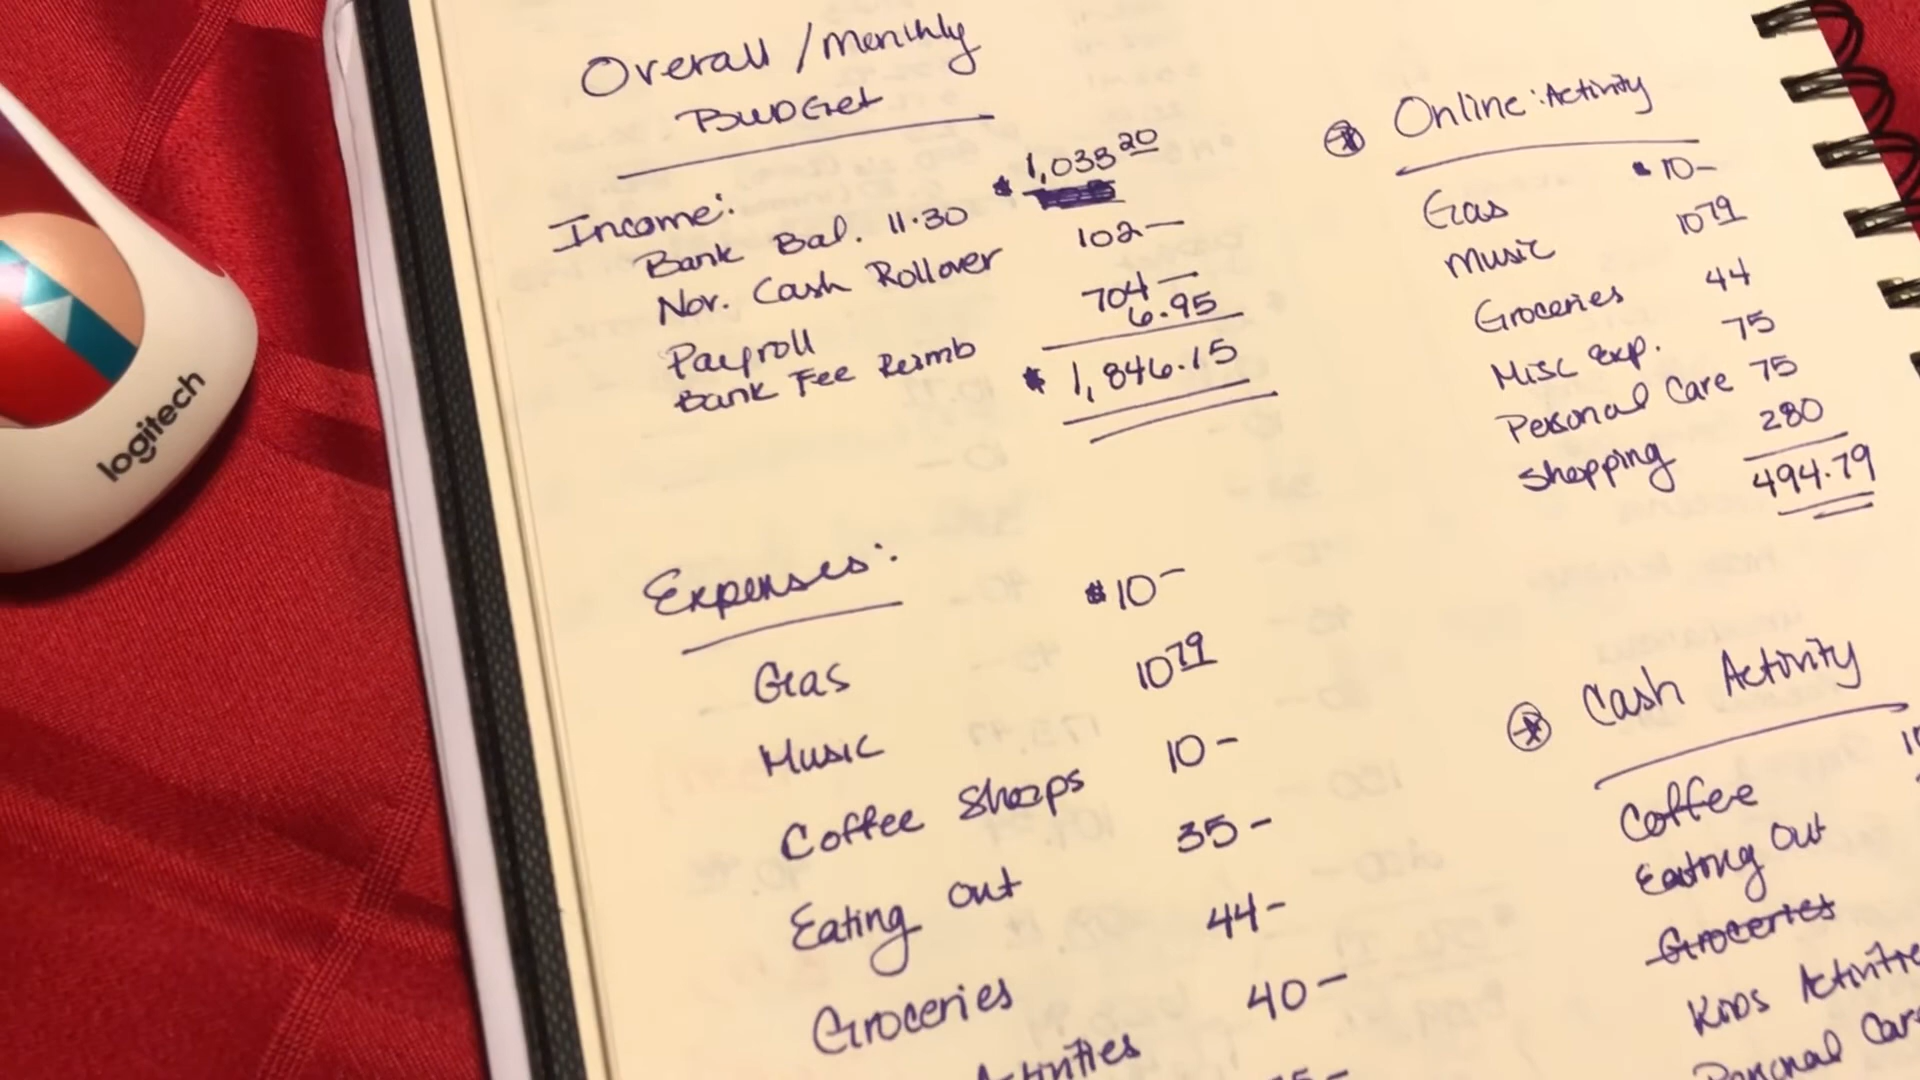 Overall / Monthly
Budget
Income:
Bank Bal. 11.30 $ 1,033 20
Nov. Cash Rollover 102 —
Payroll 704 —
Bank Fee Reimb 6.95
$ 1,846.15
Expenses:
Gas $10 —
Music 10 79
Coffee Shops 10 —
Eating out 35 —
Groceries 44 —
Activities 40 —
Online: Activity
Gas 10 —
Music 10 79
Groceries 44
Misc Exp. 75
Personal Care 75
Shopping 280
494.79
Cash Activity
Coffee
Eating Out
Groceries
Kids Activitie
Personal Car
logitech